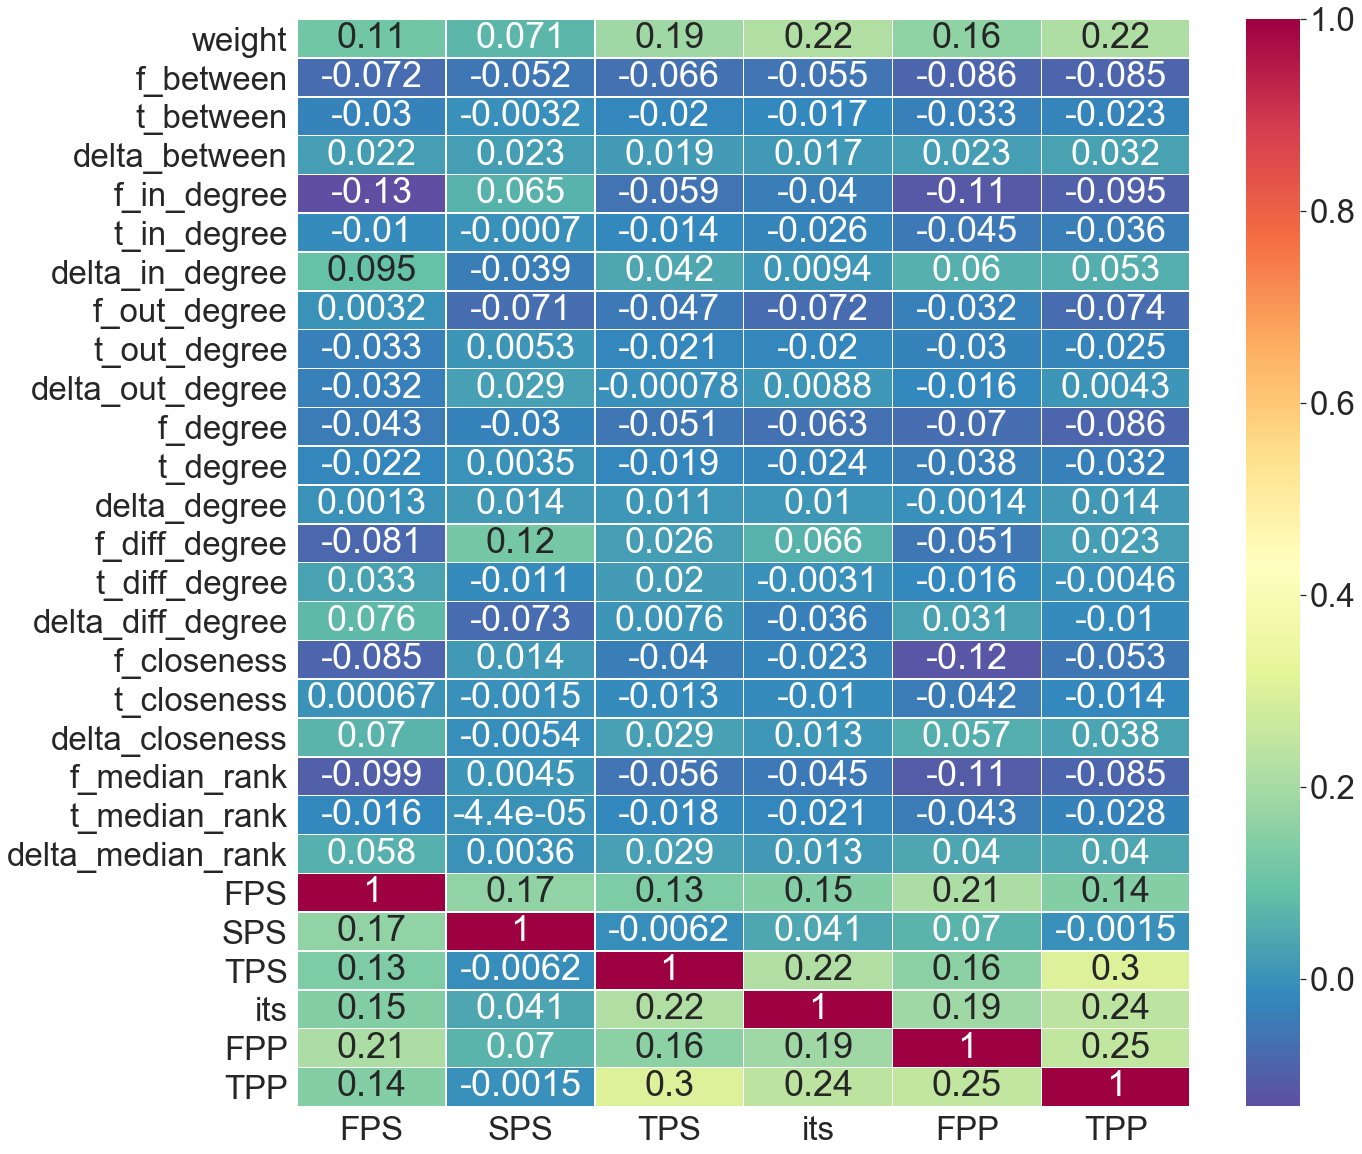 weight 0.11 0.071 0.19 0.22 0.16 0.22
f_between -0.072 -0.052 -0.066 -0.055 -0.086 -0.085
t_between -0.03 -0.0032 -0.02 -0.017 -0.033 -0.023
delta_between 0.022 0.023 0.019 0.017 0.023 0.032
f_in_degree -0.13 0.065 -0.059 -0.04 -0.11 -0.095
t_in_degree -0.01 -0.0007 -0.014 -0.026 -0.045 -0.036
delta_in_degree 0.095 -0.039 0.042 0.0094 0.06 0.053
f_out_degree 0.0032 -0.071 -0.047 -0.072 -0.032 -0.074
t_out_degree -0.033 0.0053 -0.021 -0.02 -0.03 -0.025
delta_out_degree -0.032 0.029 -0.00078 0.0088 -0.016 0.0043
f_degree -0.043 -0.03 -0.051 -0.063 -0.07 -0.086
t_degree -0.022 0.0035 -0.019 -0.024 -0.038 -0.032
delta_degree 0.0013 0.014 0.011 0.01 -0.0014 0.014
f_diff_degree -0.081 0.12 0.026 0.066 -0.051 0.023
t_diff_degree 0.033 -0.011 0.02 -0.0031 -0.016 -0.0046
delta_diff_degree 0.076 -0.073 0.0076 -0.036 0.031 -0.01
f_closeness -0.085 0.014 -0.04 -0.023 -0.12 -0.053
t_closeness 0.00067 -0.0015 -0.013 -0.01 -0.042 -0.014
delta_closeness 0.07 -0.0054 0.029 0.013 0.057 0.038
f_median_rank -0.099 0.0045 -0.056 -0.045 -0.11 -0.085
t_median_rank -0.016 -4.4e-05 -0.018 -0.021 -0.043 -0.028
delta_median_rank 0.058 0.0036 0.029 0.013 0.04 0.04
FPS 1 0.17 0.13 0.15 0.21 0.14
SPS 0.17 1 -0.0062 0.041 0.07 -0.0015
TPS 0.13 -0.0062 1 0.22 0.16 0.3
its 0.15 0.041 0.22 1 0.19 0.24
FPP 0.21 0.07 0.16 0.19 1 0.25
TPP 0.14 -0.0015 0.3 0.24 0.25 1
FPS SPS TPS its FPP TPP
1.0
0.8
0.6
0.4
0.2
0.0